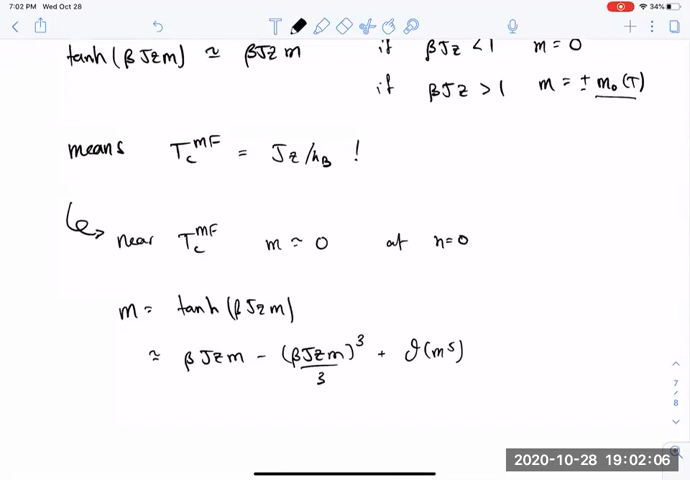 7:02 PM Wed Oct 28
34%
tanh(βJzm) ≃ βJzm if βJz < 1 m = 0
if βJz > 1 m = ± m₀(T)
means T_c^MF = Jz/k_B !
near T_c^MF m ≃ 0 at h=0
m = tanh(βJzm)
≃ βJzm - (βJzm)³/3 + O(m⁵)
7
/
8
2020-10-28 19:02:06